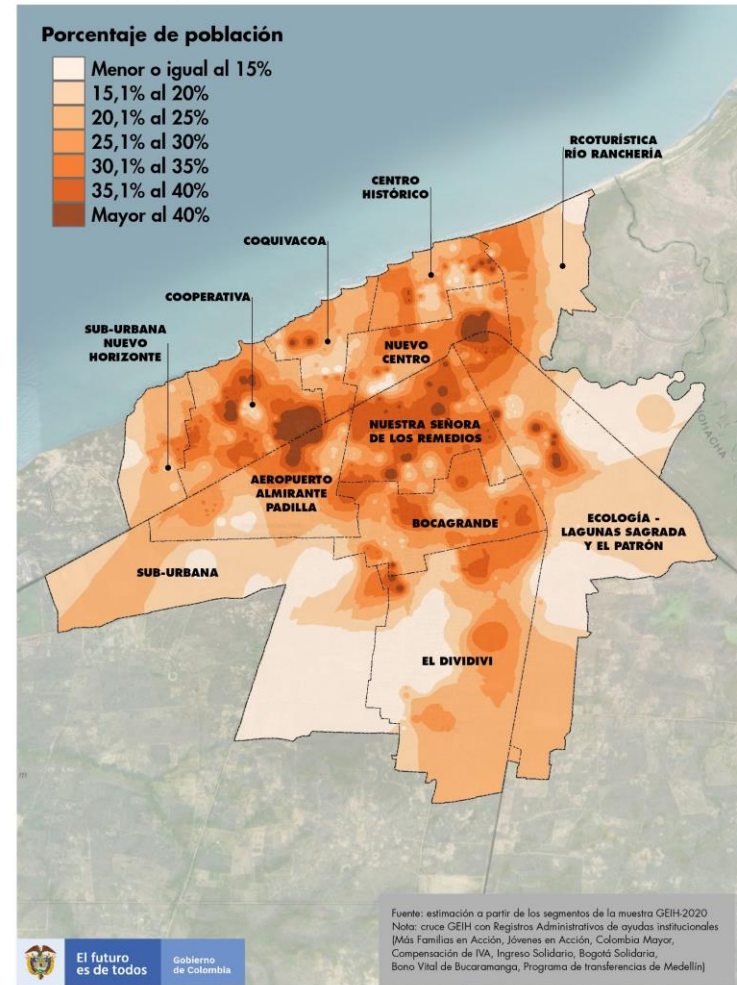 Porcentaje de población
Menor o igual al 15%
15,1% al 20%
20,1% al 25%
25,1% al 30%
30,1% al 35%
35,1% al 40%
Mayor al 40%
RCOTURÍSTICA
RÍO RANCHERÍA
CENTRO
HISTÓRICO
COQUIVACOA
COOPERATIVA
SUB-URBANA
NUEVO
HORIZONTE
NUEVO
CENTRO
NUESTRA SEÑORA
DE LOS REMEDIOS
AEROPUERTO
ALMIRANTE
PADILLA
BOCAGRANDE
ECOLOGÍA -
LAGUNAS SAGRADA
Y EL PATRÓN
SUB-URBANA
EL DIVIDIVI
Fuente: estimación a partir de los segmentos de la muestra GEIH-2020
Nota: cruce GEIH con Registros Administrativos de ayudas institucionales
(Más Familias en Acción, Jóvenes en Acción, Colombia Mayor,
Compensación de IVA, Ingreso Solidario, Bogotá Solidaria,
Bono Vital de Bucaramanga, Programa de transferencias de Medellín)
El futuro
es de todos
Gobierno
de Colombia